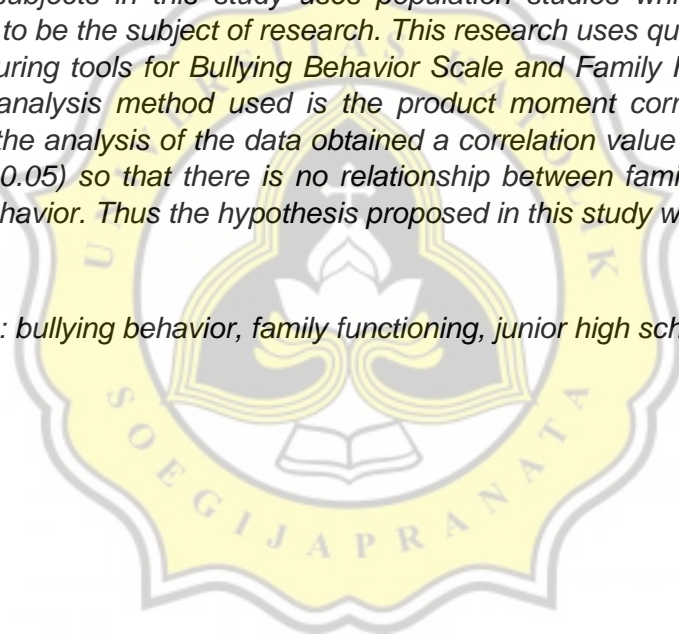 subjects in this study uses population studies whi
to be the subject of research. This research uses qu
uring tools for Bullying Behavior Scale and Family
analysis method used is the product moment corr
the analysis of the data obtained a correlation value
0.05) so that there is no relationship between fami
havior. Thus the hypothesis proposed in this study w
: bullying behavior, family functioning, junior high sch
UNIVERSITAS KATOLIK
SOEGIJAPRANATA